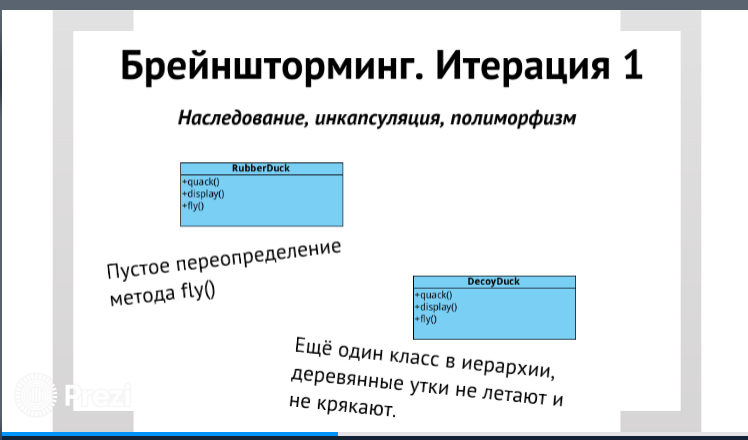 Брейншторминг. Итерация 1
Наследование, инкапсуляция, полиморфизм
RubberDuck
+quack()
+display()
+fly()
Пустое переопределение
метода fly()
DecoyDuck
+quack()
+display()
+fly()
Ещё один класс в иерархии,
деревянные утки не летают и
не крякают.
Prezi